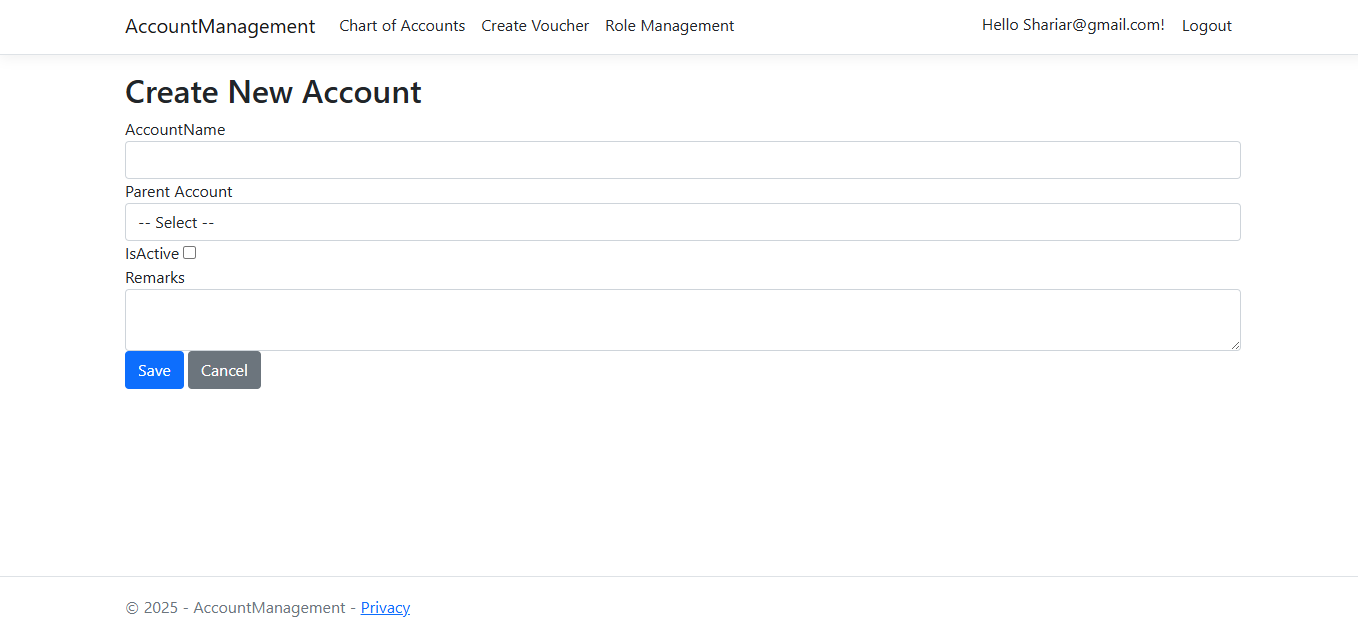 AccountManagement Chart of Accounts Create Voucher Role Management Hello Shariar@gmail.com! Logout
Create New Account
AccountName
Parent Account
-- Select --
IsActive
Remarks
Save Cancel
© 2025 - AccountManagement - Privacy